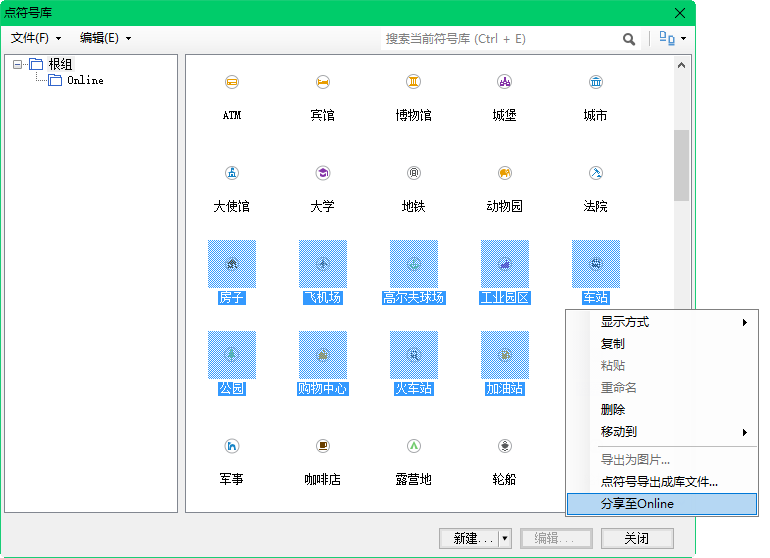 点符号库
文件(F) 编辑(E) 搜索当前符号库 (Ctrl + E)
根组
Online
ATM 宾馆 博物馆 城堡 城市
大使馆 大学 地铁 动物园 法院
房子 飞机场 高尔夫球场 工业园区 车站
公园 购物中心 火车站 加油站
军事 咖啡店 露营地 轮船
显示方式
复制
粘贴
重命名
删除
移动到
导出为图片...
点符号导出成库文件...
分享至Online
新建... 编辑... 关闭